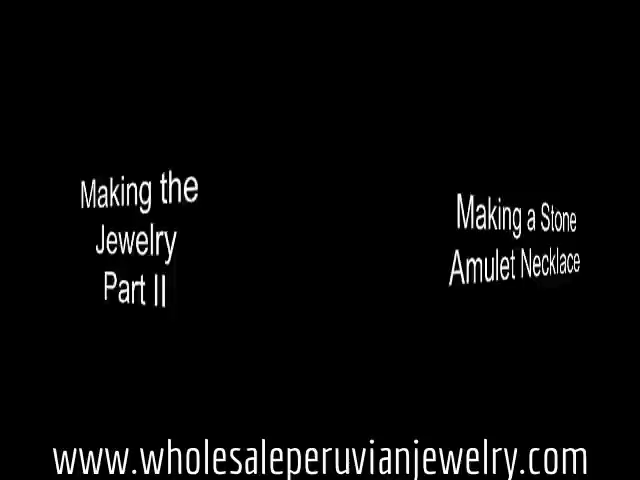 Making the
Jewelry
Part II
Making a Stone
Amulet Necklace
www.wholesaleperuvianjewelry.com